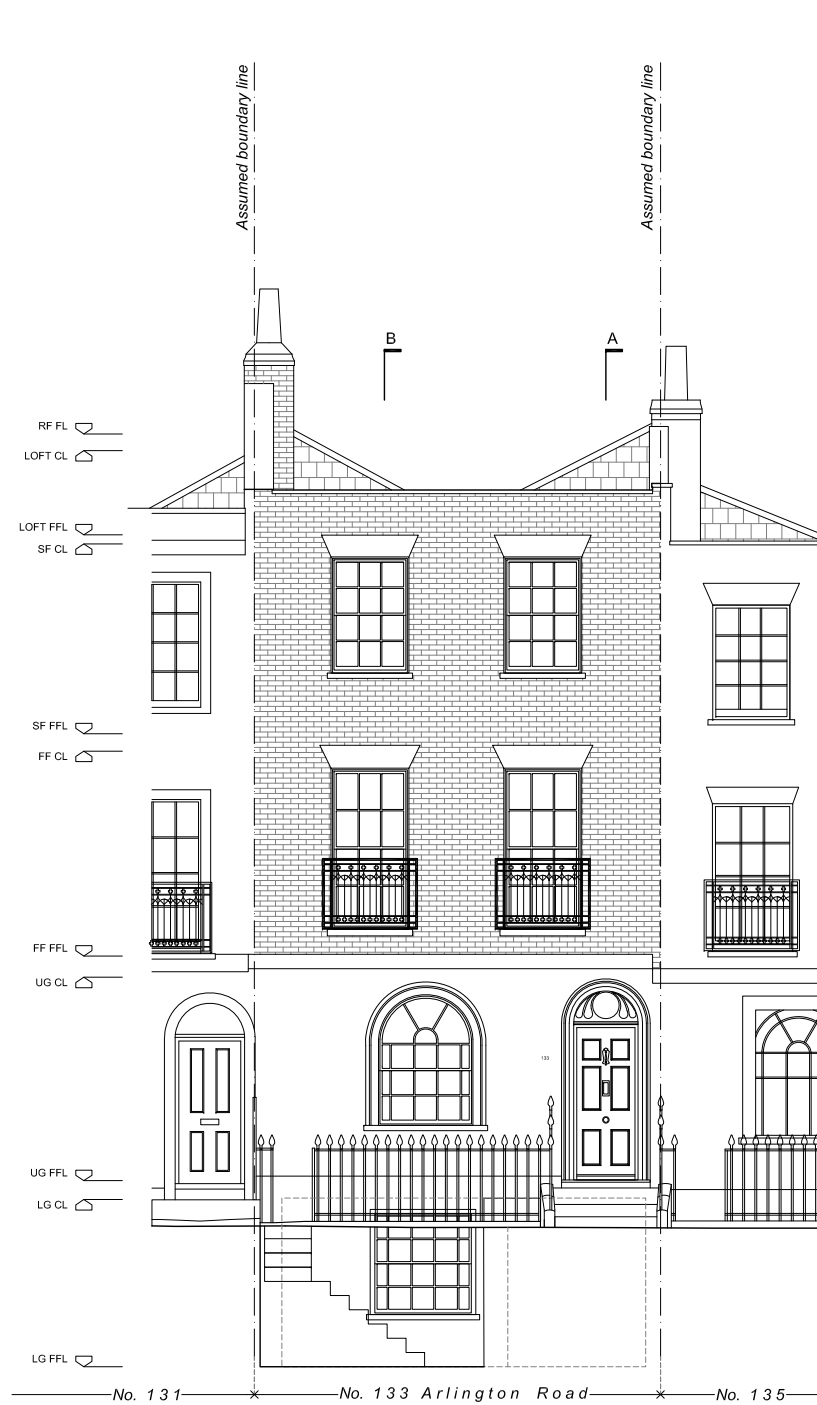 Assumed boundary line
Assumed boundary line
B
A
RF FL
LOFT CL
LOFT FFL
SF CL
SF FFL
FF CL
FF FFL
UG CL
133
UG FFL
LG CL
LG FFL
No. 131
No. 133 Arlington Road
No. 135